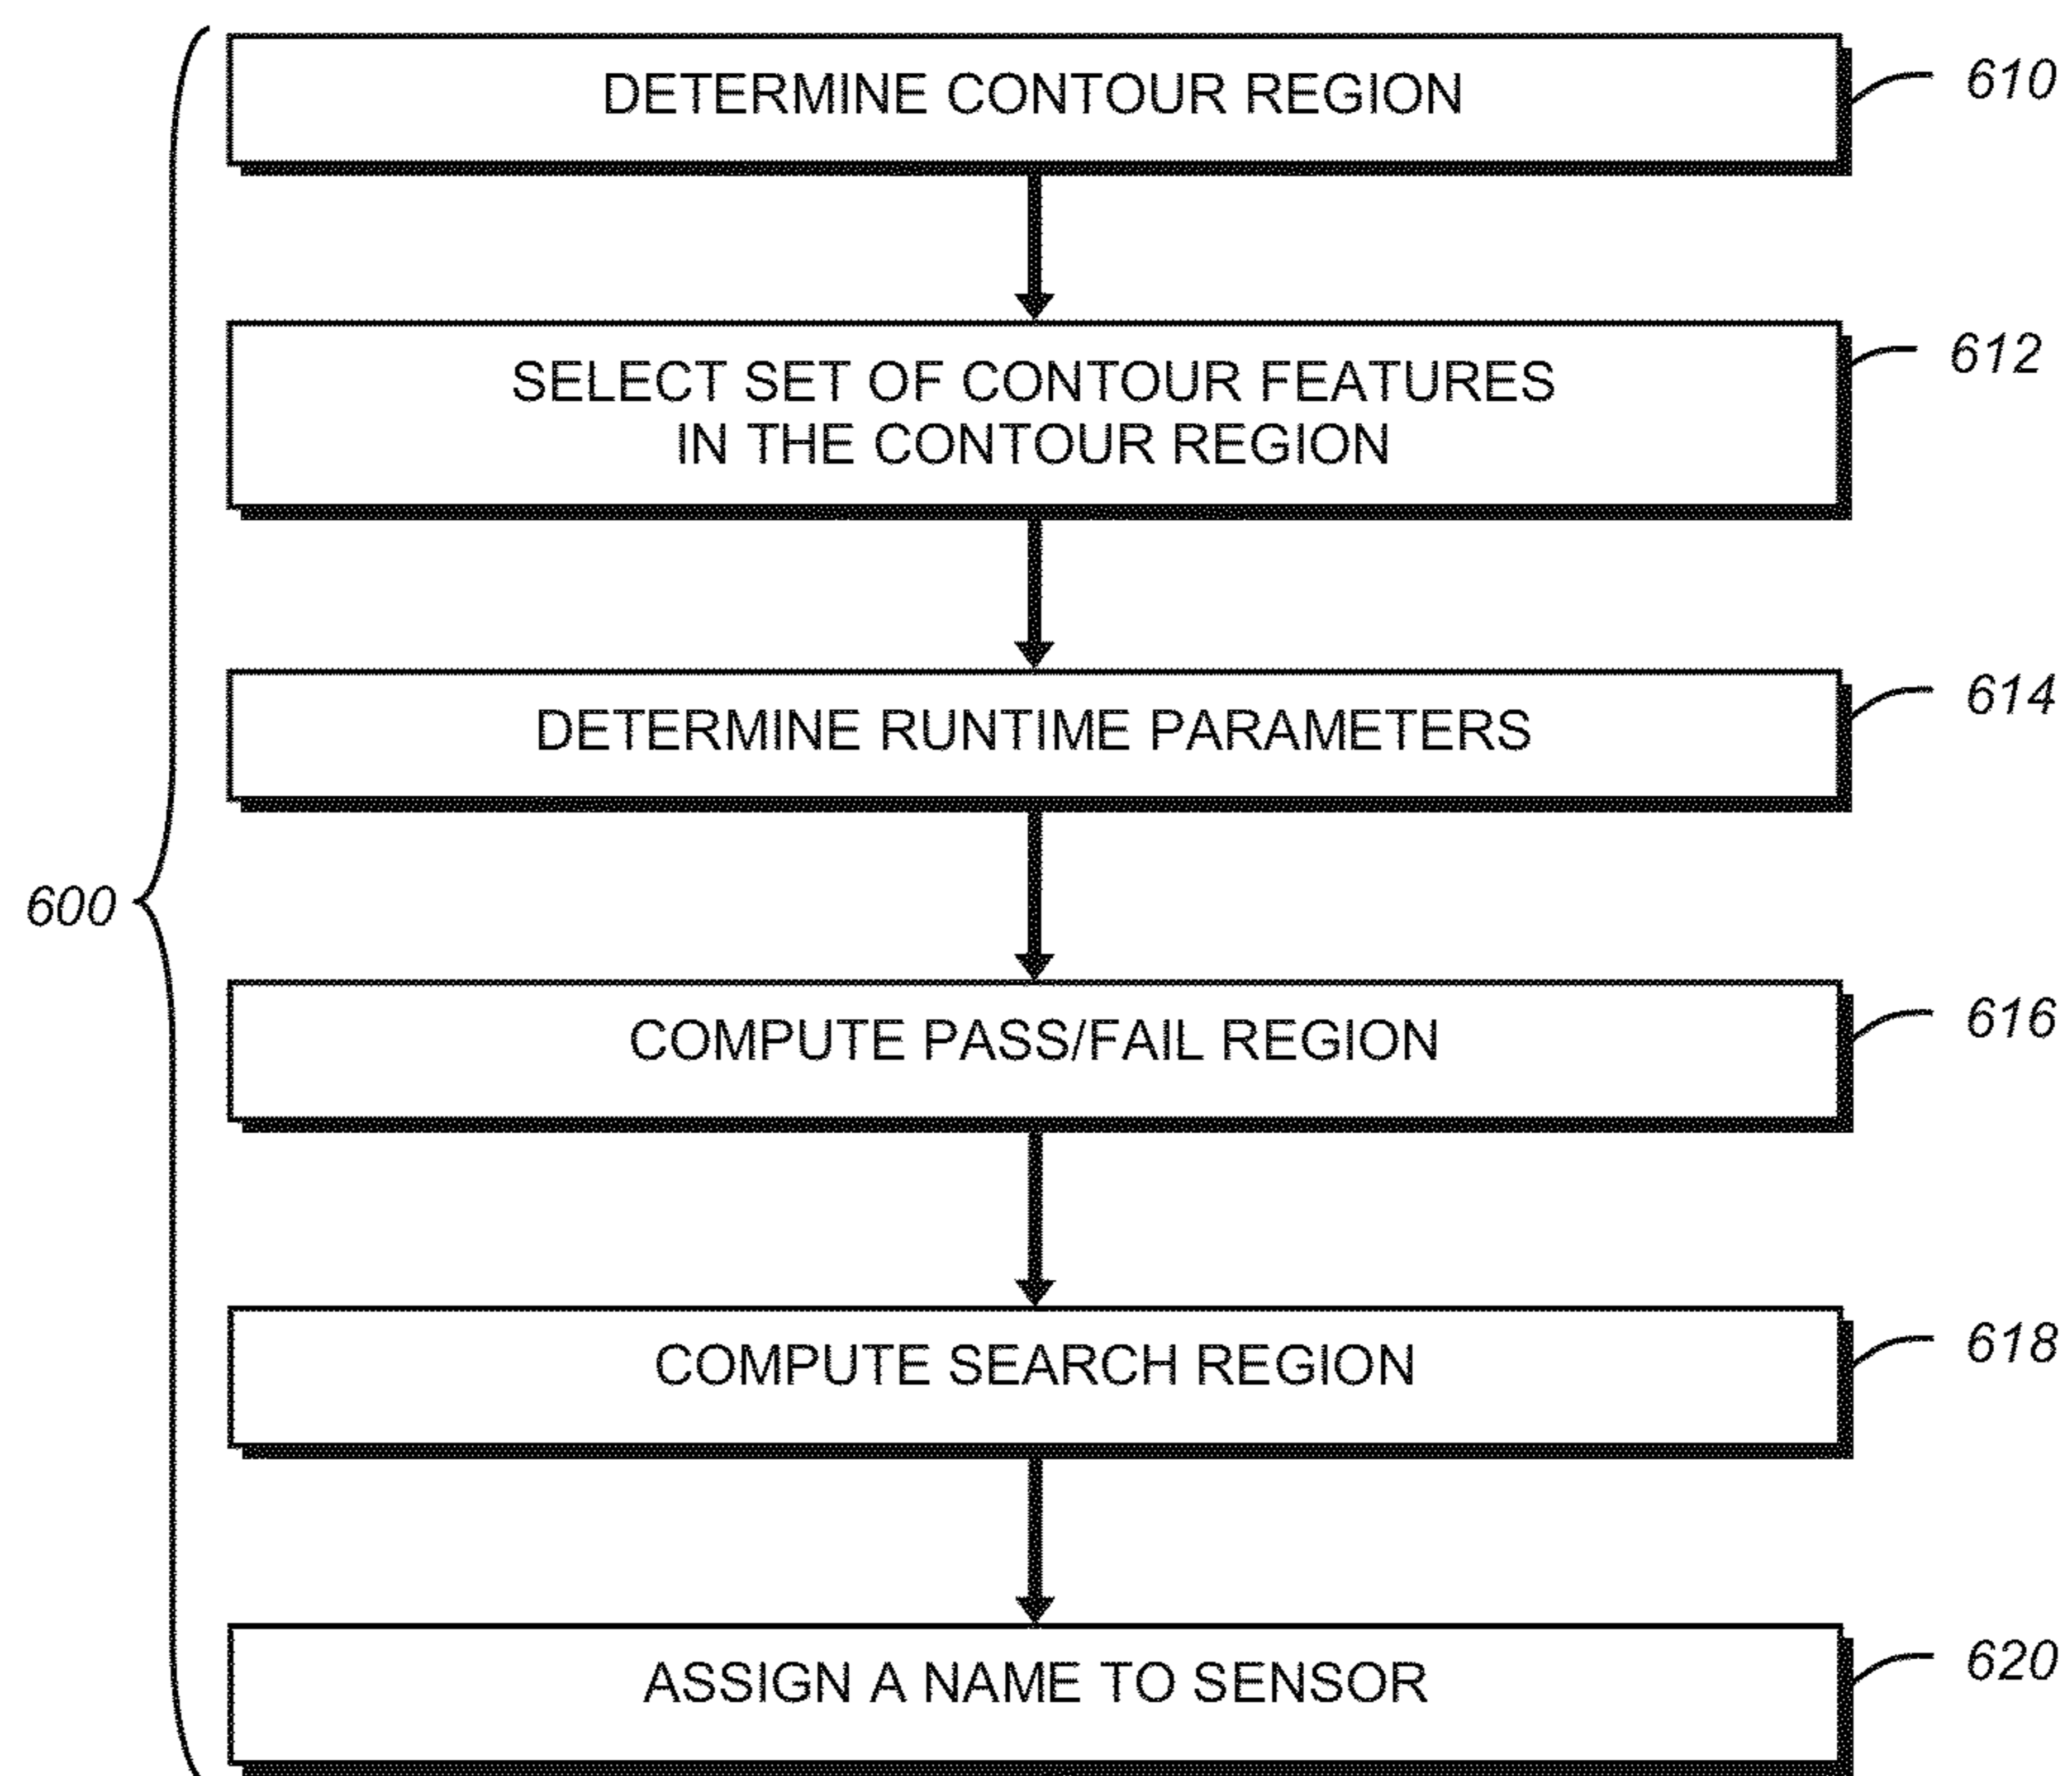 DETERMINE CONTOUR REGION
610
SELECT SET OF CONTOUR FEATURES
IN THE CONTOUR REGION
612
DETERMINE RUNTIME PARAMETERS
614
600
COMPUTE PASS/FAIL REGION
616
COMPUTE SEARCH REGION
618
ASSIGN A NAME TO SENSOR
620